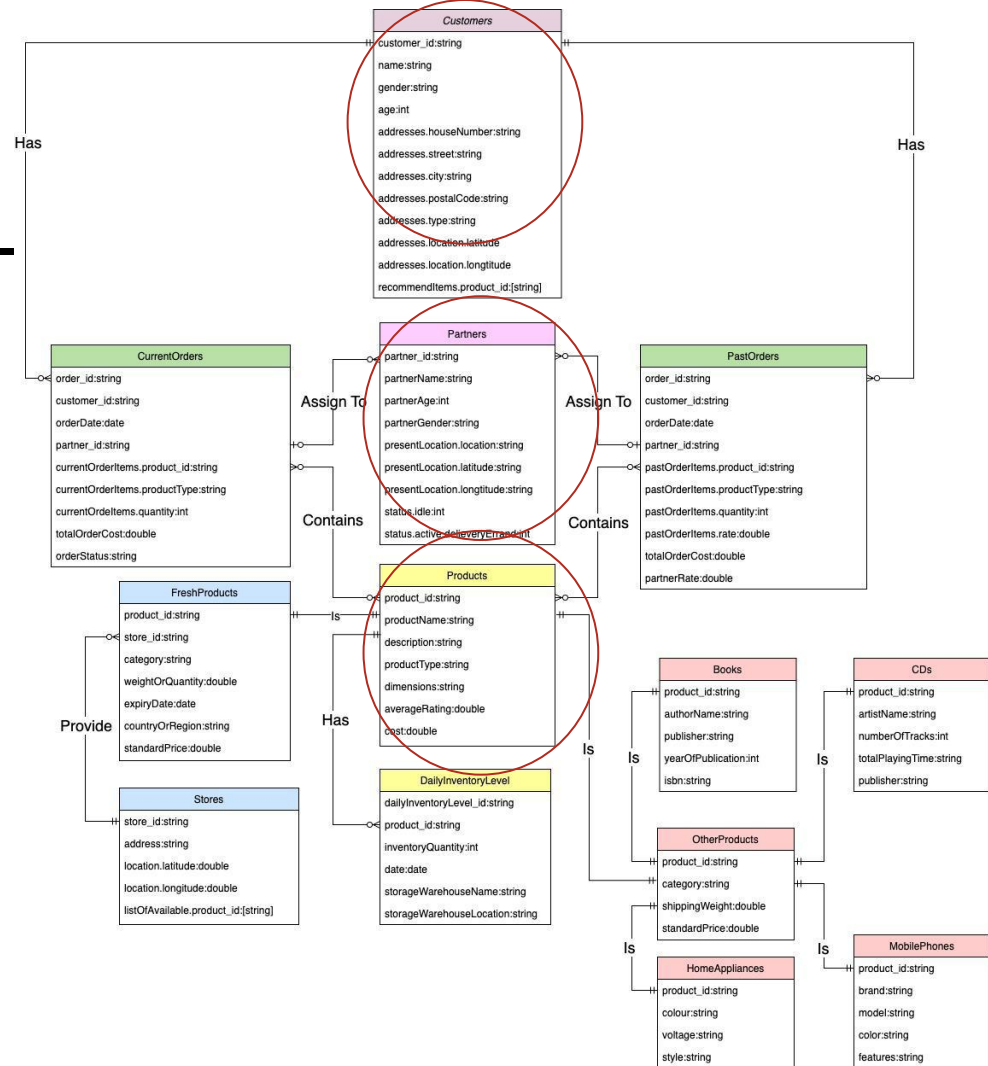 Customers
customer_id:string
name:string
gender:string
age:int
addresses.houseNumber:string
addresses.street:string
addresses.city:string
addresses.postalCode:string
addresses.type:string
addresses.location.latitude
addresses.location.longtitude
recommendItems.product_id:[string]
Has
Has
Partners
partner_id:string
partnerName:string
partnerAge:int
partnerGender:string
presentLocation.location:string
presentLocation.latitude:string
presentLocation.longtitude:string
status.idle:int
status.active.delieveryErrand:int
CurrentOrders
order_id:string
customer_id:string
orderDate:date
partner_id:string
currentOrderItems.product_id:string
currentOrderItems.productType:string
currentOrdeItems.quantity:int
totalOrderCost:double
orderStatus:string
Assign To
Assign To
PastOrders
order_id:string
customer_id:string
orderDate:date
partner_id:string
pastOrderItems.product_id:string
pastOrderItems.productType:string
pastOrderItems.quantity:int
pastOrderItems.rate:double
totalOrderCost:double
partnerRate:double
Contains
Contains
Products
product_id:string
productName:string
description:string
productType:string
dimensions:string
averageRating:double
cost:double
FreshProducts
product_id:string
store_id:string
category:string
weightOrQuantity:double
expiryDate:date
countryOrRegion:string
standardPrice:double
Is
Has
Provide
Is
Stores
store_id:string
address:string
location.latitude:double
location.longitude:double
listOfAvailable.product_id:[string]
DailyInventoryLevel
dailyInventoryLevel_id:string
product_id:string
inventoryQuantity:int
date:date
storageWarehouseName:string
storageWarehouseLocation:string
Books
product_id:string
authorName:string
publisher:string
yearOfPublication:int
isbn:string
CDs
product_id:string
artistName:string
numberOfTracks:int
totalPlayingTime:string
publisher:string
Is
Is
OtherProducts
product_id:string
category:string
shippingWeight:double
standardPrice:double
Is
Is
HomeAppliances
product_id:string
colour:string
voltage:string
style:string
MobilePhones
product_id:string
brand:string
model:string
color:string
features:string